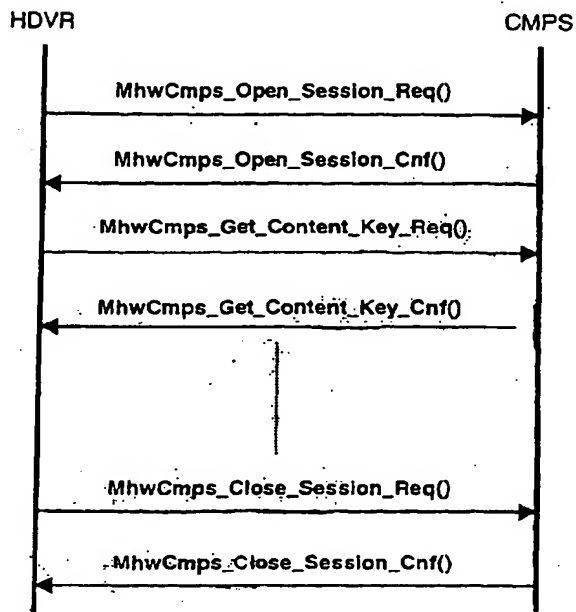 HDVR CMPS
MhwCmps_Open_Session_Req()
MhwCmps_Open_Session_Cnf()
MhwCmps_Get_Content_Key_Req()
MhwCmps_Get_Content_Key_Cnf()
MhwCmps_Close_Session_Req()
MhwCmps_Close_Session_Cnf()